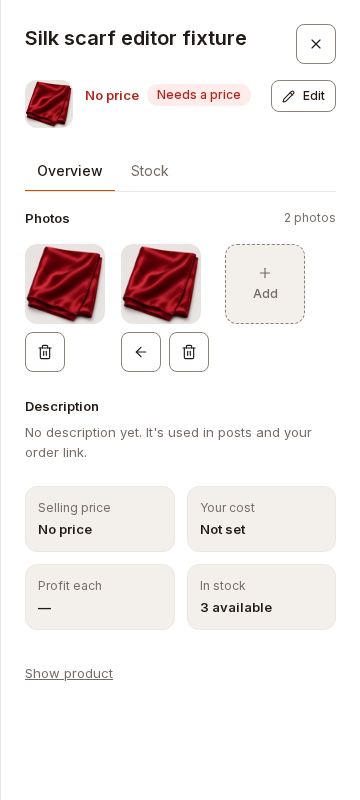 Silk scarf editor fixture
No price Needs a price Edit
Overview Stock
Photos 2 photos
Add
Description
No description yet. It's used in posts and your
order link.
Selling price Your cost
No price Not set
Profit each In stock
— 3 available
Show product